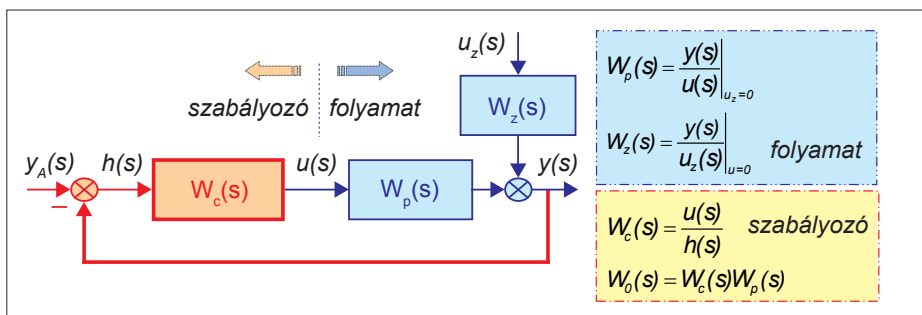 u_z(s)
szabályozó folyamat
W_z(s)
y_A(s) h(s) u(s) y(s)
−
W_c(s) W_p(s)
W_p(s) = y(s)/u(s) |u_z=0
W_z(s) = y(s)/u_z(s) |u=0
folyamat
W_c(s) = u(s)/h(s) szabályozó
W_0(s) = W_c(s)W_p(s)